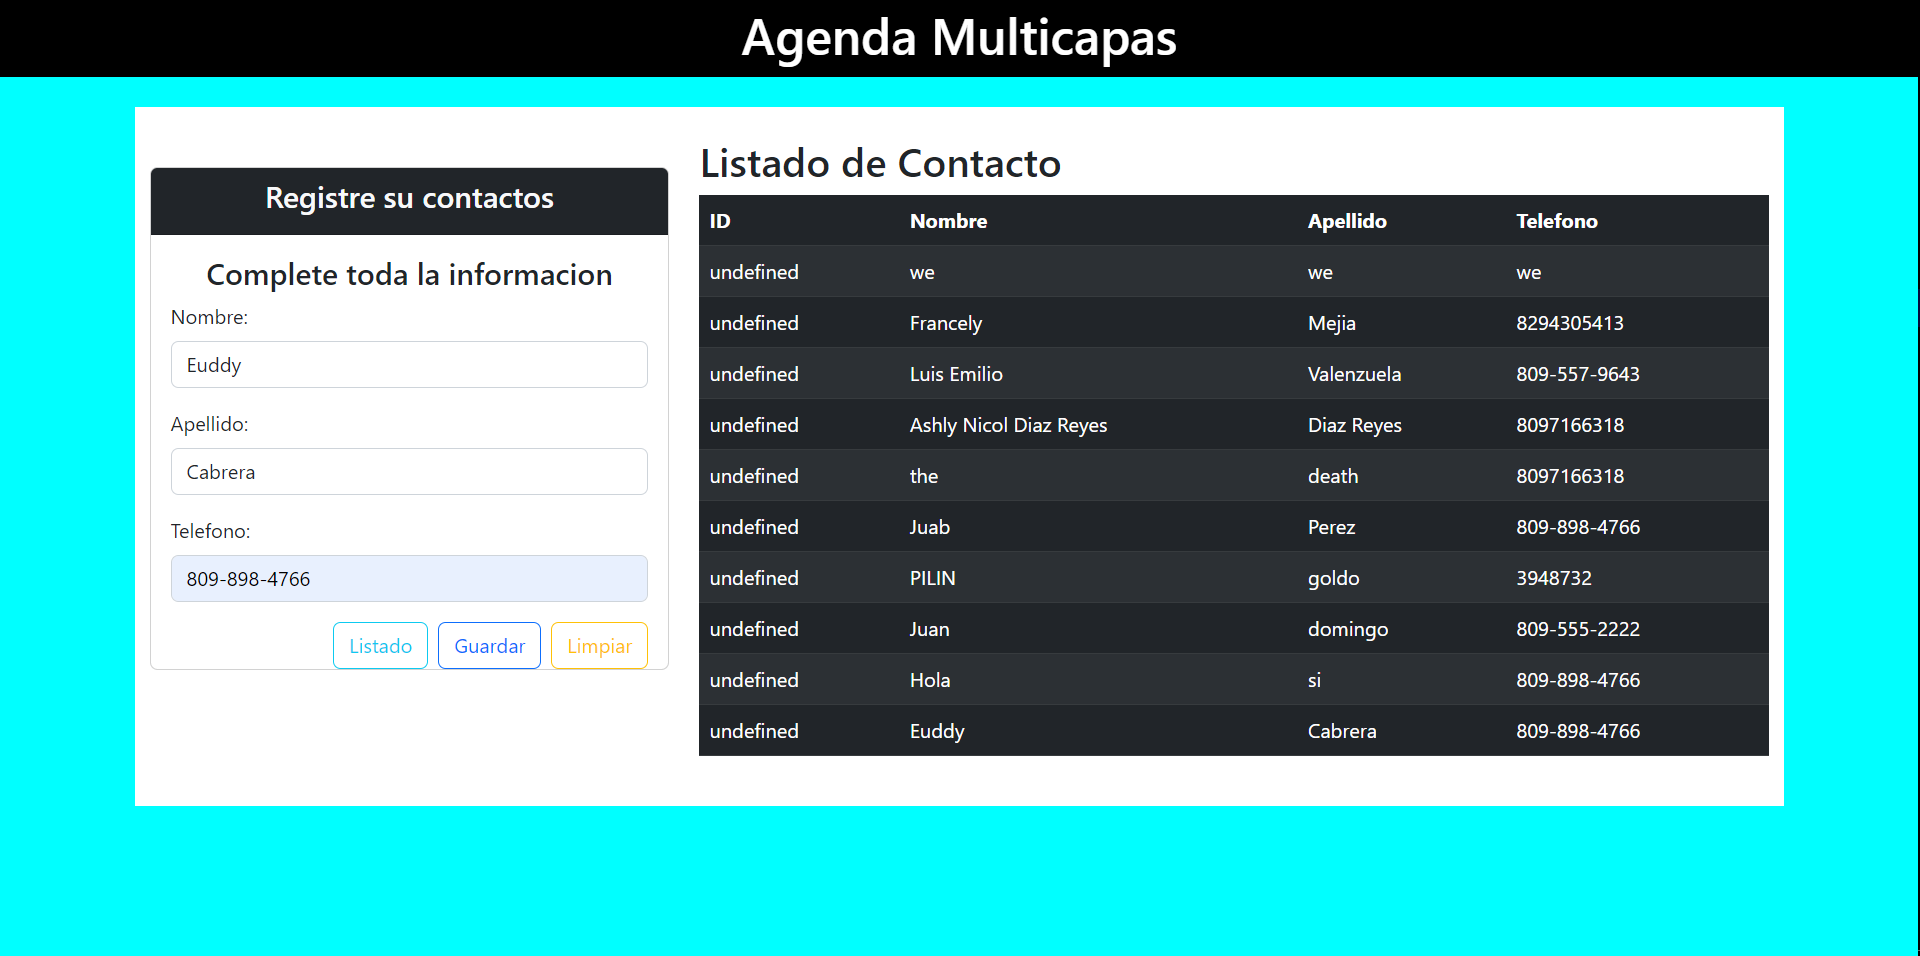 Agenda Multicapas
Registre su contactos
Complete toda la informacion
Nombre:
Euddy
Apellido:
Cabrera
Telefono:
809-898-4766
Listado Guardar Limpiar
Listado de Contacto
ID Nombre Apellido Telefono
undefined we we we
undefined Francely Mejia 8294305413
undefined Luis Emilio Valenzuela 809-557-9643
undefined Ashly Nicol Diaz Reyes Diaz Reyes 8097166318
undefined the death 8097166318
undefined Juab Perez 809-898-4766
undefined PILIN goldo 3948732
undefined Juan domingo 809-555-2222
undefined Hola si 809-898-4766
undefined Euddy Cabrera 809-898-4766